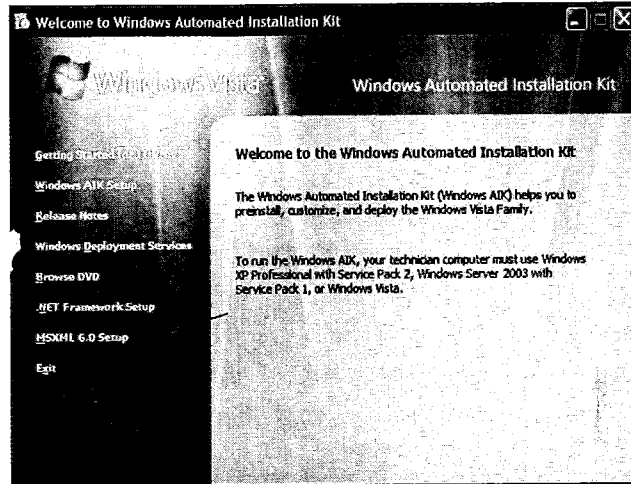 Welcome to Windows Automated Installation Kit
Windows Vista
Windows Automated Installation Kit
Getting Started
Windows AIK Setup
Release Notes
Windows Deployment Services
Browse DVD
.NET Framework Setup
MSXML 6.0 Setup
Exit
Welcome to the Windows Automated Installation Kit
The Windows Automated Installation Kit (Windows AIK) helps you to
preinstall, customize, and deploy the Windows Vista Family.
To run the Windows AIK, your technician computer must use Windows
XP Professional with Service Pack 2, Windows Server 2003 with
Service Pack 1, or Windows Vista.